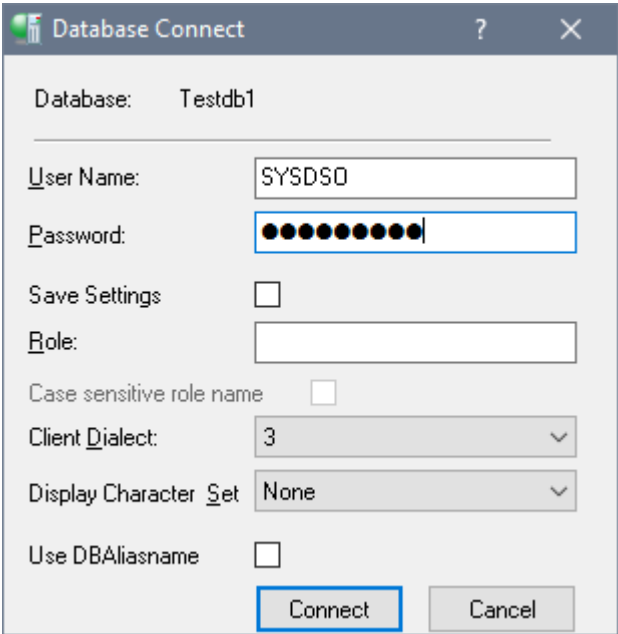 Database Connect ?
Database: Testdb1
User Name: SYSDSO
Password: ●●●●●●●●●
Save Settings
Role:
Case sensitive role name
Client Dialect: 3
Display Character Set None
Use DBAliasname
Connect Cancel